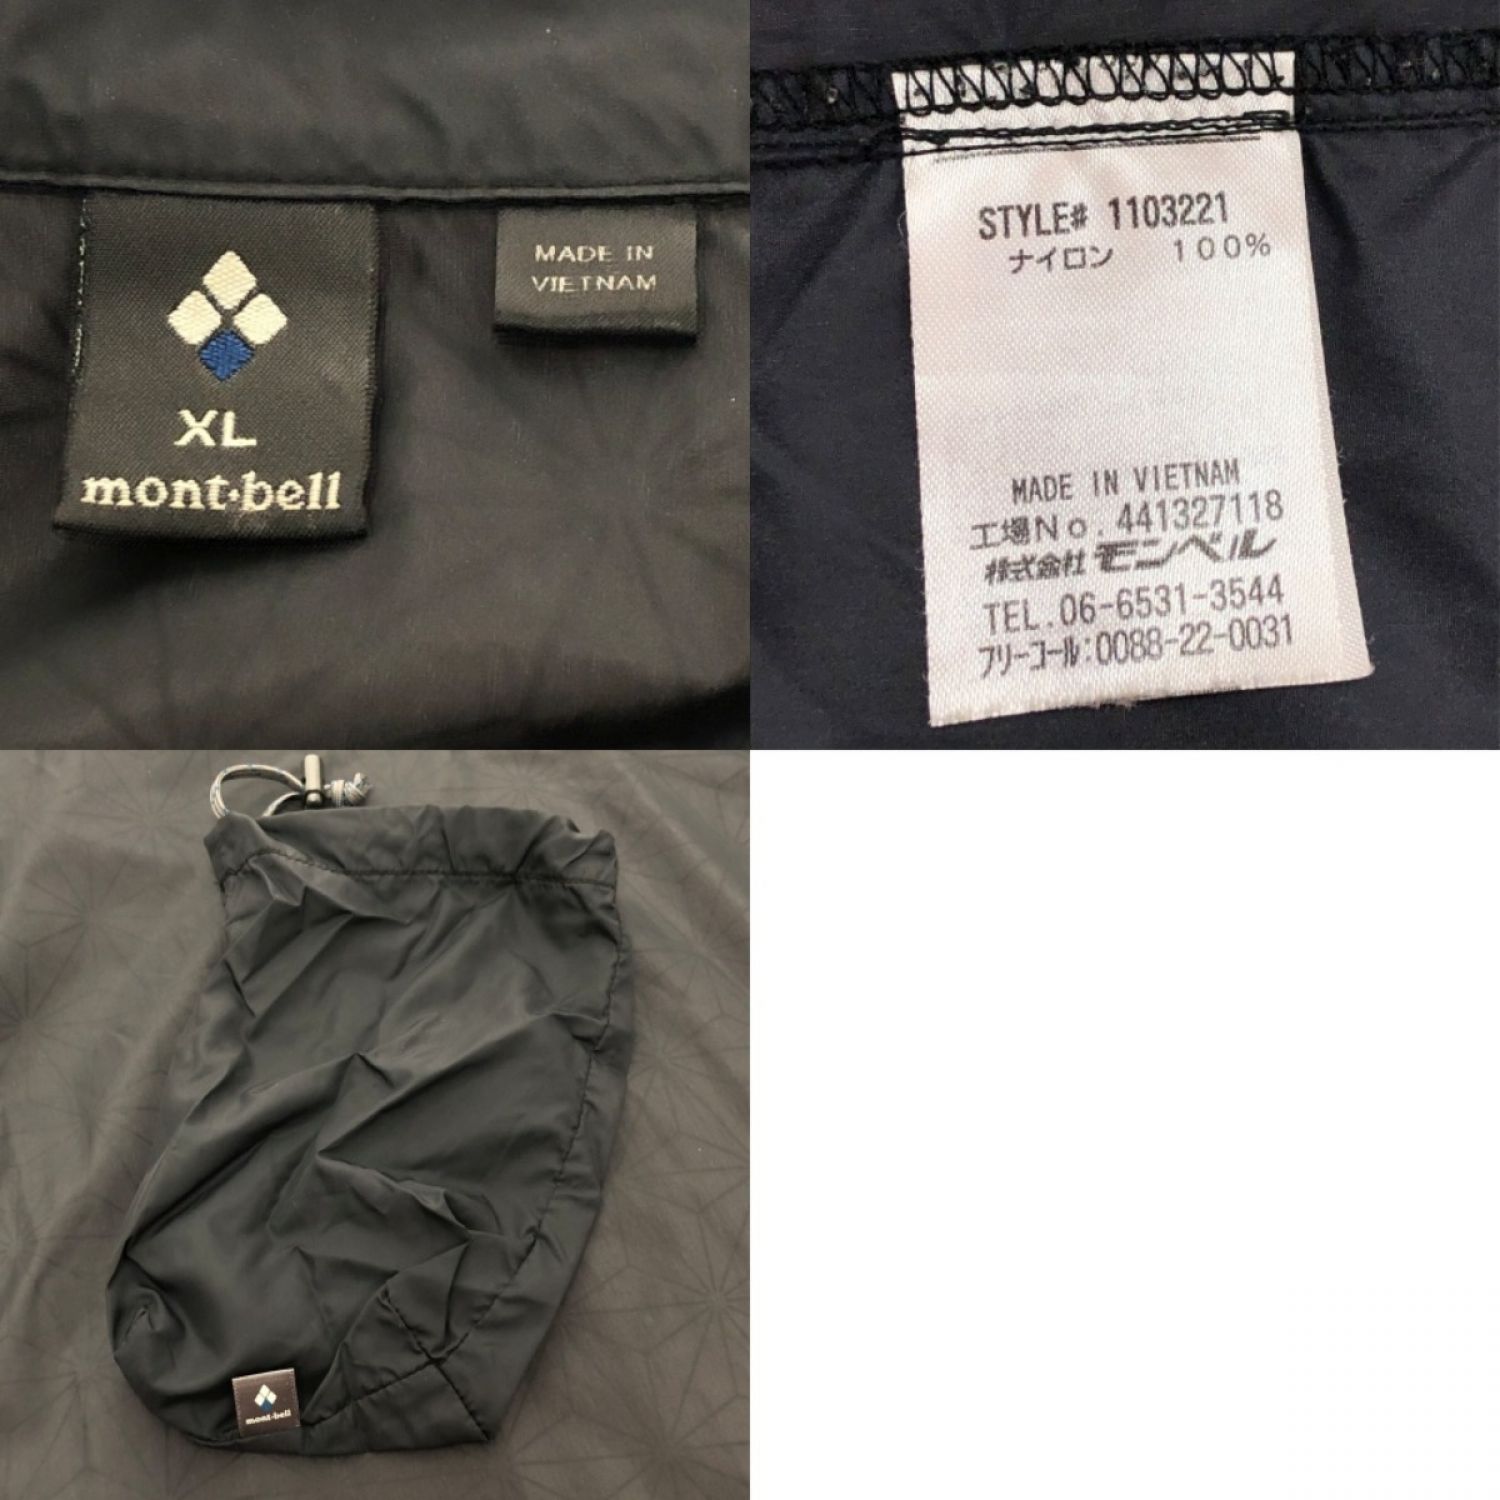 XL
mont·bell
MADE IN
VIETNAM
STYLE# 1103221
ナイロン 100%
MADE IN VIETNAM
工場No. 441327118
株式会社 モンベル
TEL.06-6531-3544
フリーコール:0088-22-0031
mont·bell